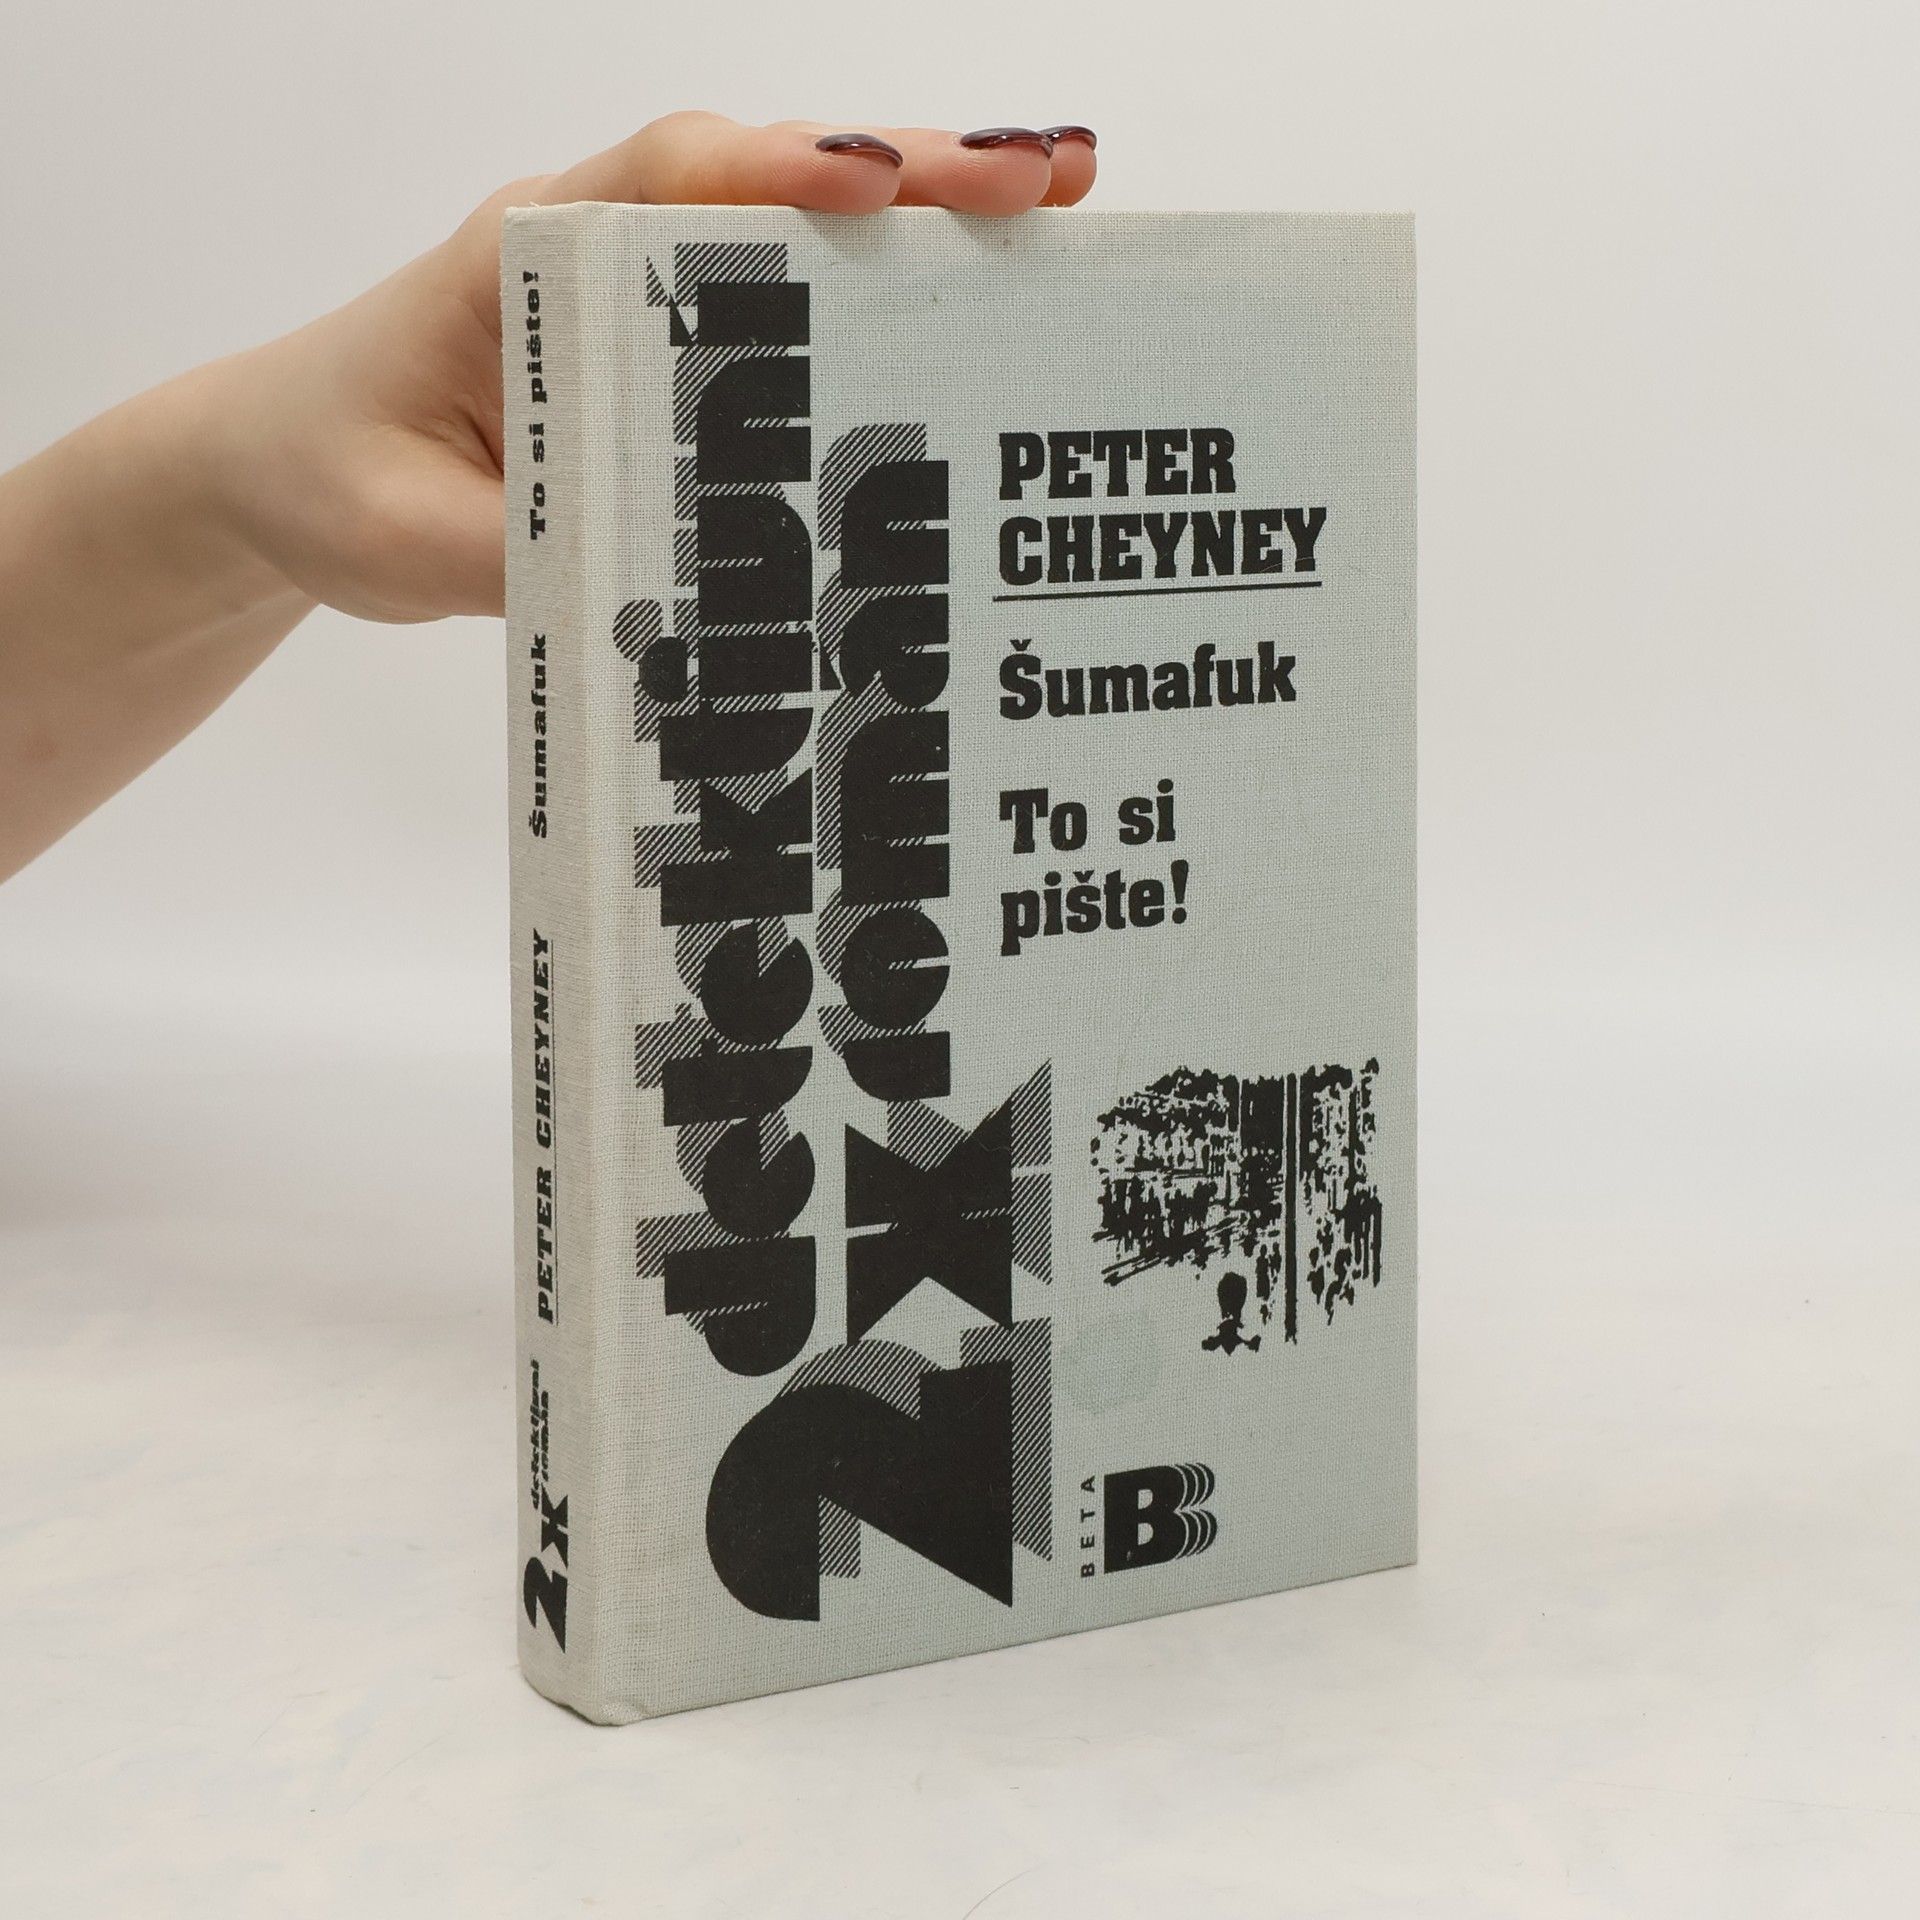 PETER
CHEYNEY
Šumafuk
To si
pište!
2x
detektivní
román
BETA
B
2x
detektivní
román
PETER CHEYNEY
Šumafuk
To si pište!